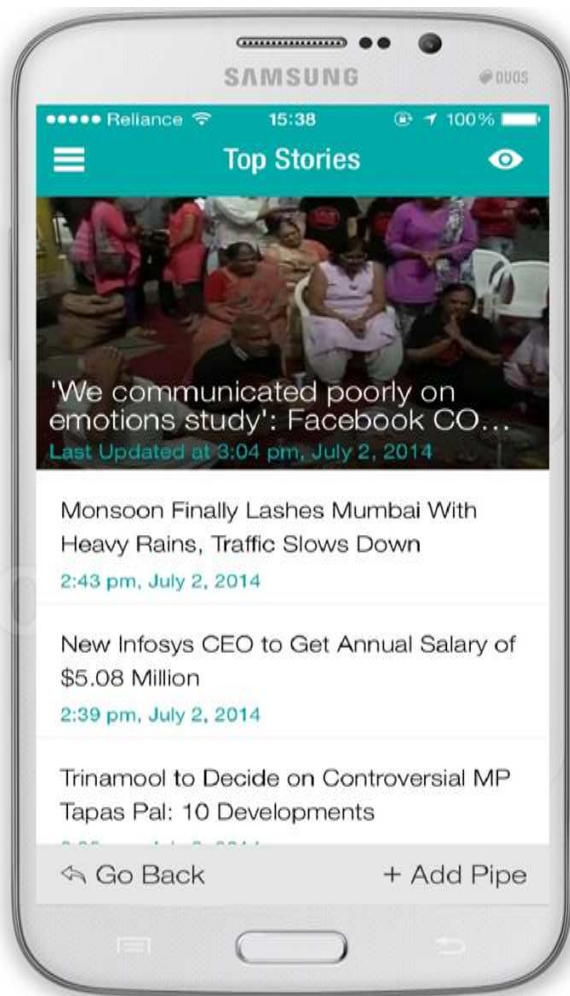 SAMSUNG
DUOS
Reliance 15:38 100%
Top Stories
'We communicated poorly on
emotions study': Facebook CO...
Last Updated at 3:04 pm, July 2, 2014
Monsoon Finally Lashes Mumbai With
Heavy Rains, Traffic Slows Down
2:43 pm, July 2, 2014
New Infosys CEO to Get Annual Salary of
$5.08 Million
2:39 pm, July 2, 2014
Trinamool to Decide on Controversial MP
Tapas Pal: 10 Developments
Go Back + Add Pipe